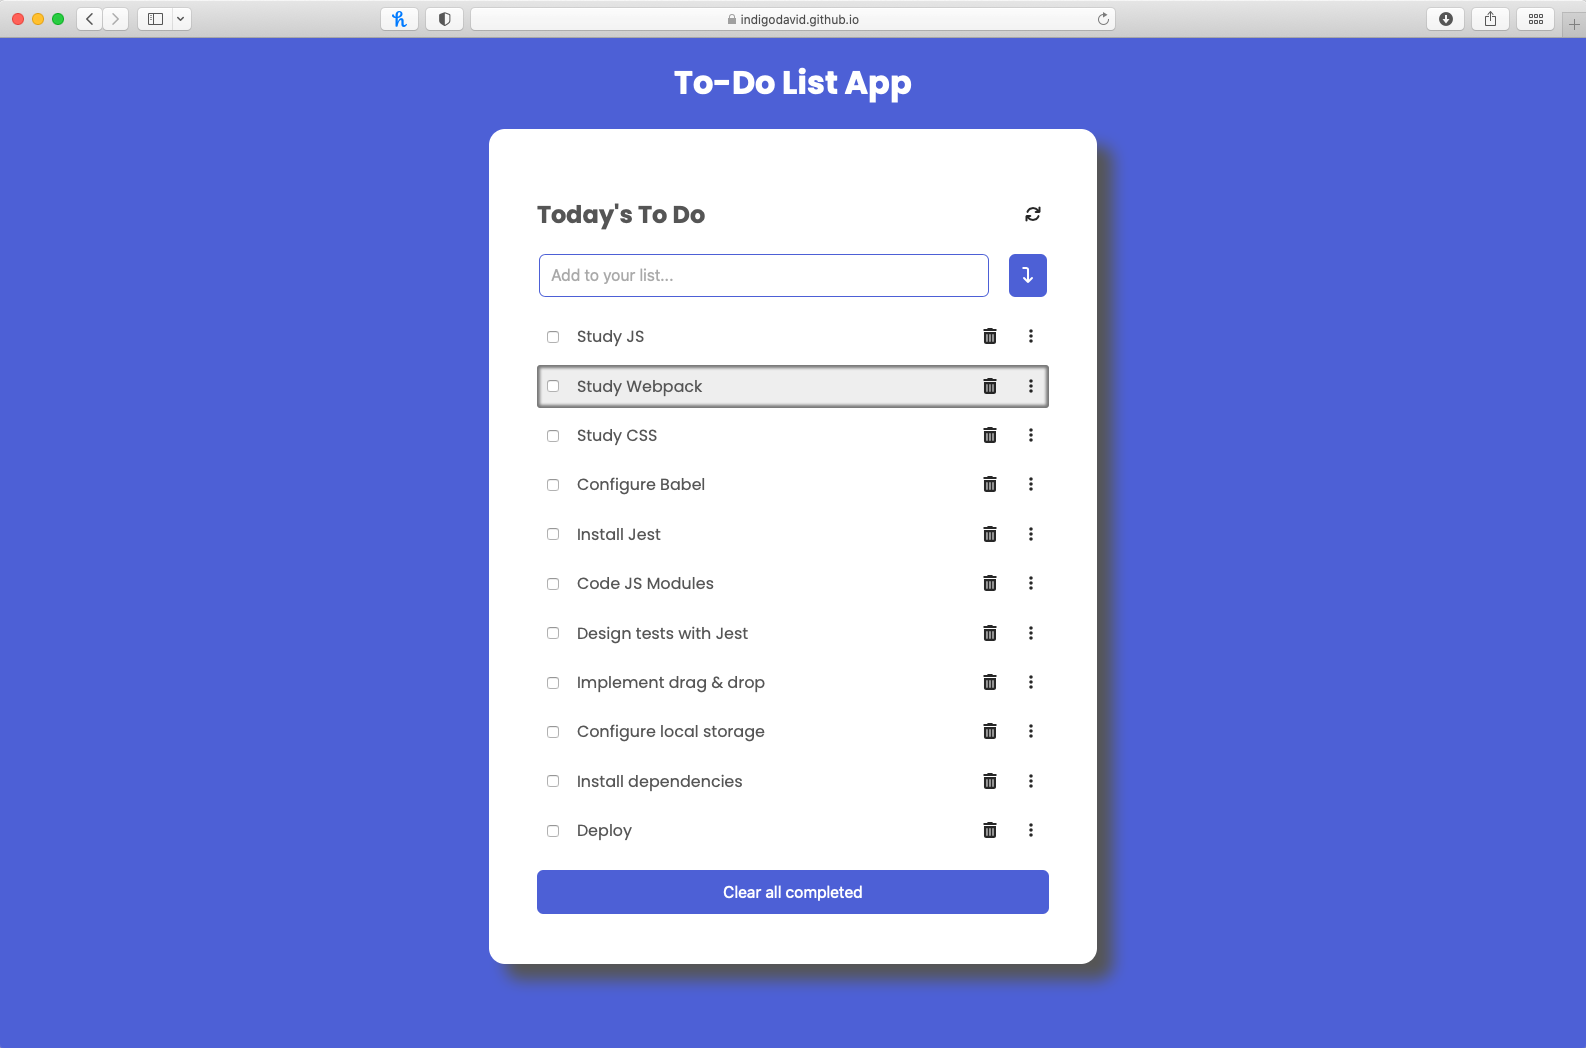 indigodavid.github.io
To-Do List App
Today's To Do
Add to your list...
Study JS
Study Webpack
Study CSS
Configure Babel
Install Jest
Code JS Modules
Design tests with Jest
Implement drag & drop
Configure local storage
Install dependencies
Deploy
Clear all completed